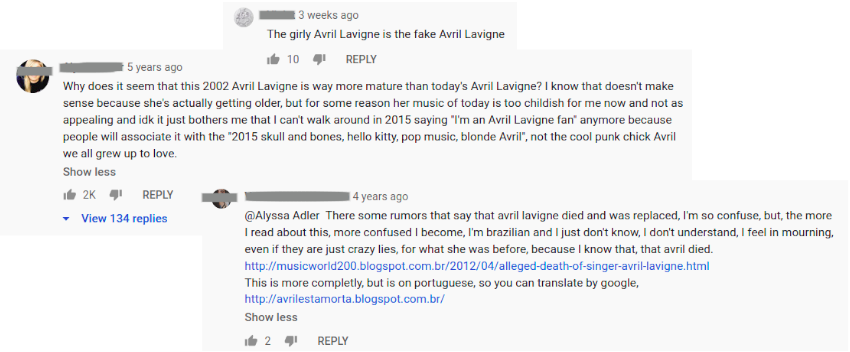 3 weeks ago
The girly Avril Lavigne is the fake Avril Lavigne
10 REPLY
5 years ago
Why does it seem that this 2002 Avril Lavigne is way more mature than today's Avril Lavigne? I know that doesn't make
sense because she's actually getting older, but for some reason her music of today is too childish for me now and not as
appealing and idk it just bothers me that I can't walk around in 2015 saying "I'm an Avril Lavigne fan" anymore because
people will associate it with the "2015 skull and bones, hello kitty, pop music, blonde Avril", not the cool punk chick Avril
we all grew up to love.
Show less
2K REPLY
View 134 replies
4 years ago
@Alyssa Adler There some rumors that say that avril lavigne died and was replaced, I'm so confuse, but, the more
I read about this, more confused I become, I'm brazilian and I just don't know, I don't understand, I feel in mourning,
even if they are just crazy lies, for what she was before, because I know that, that avril died.
http://musicworld200.blogspot.com.br/2012/04/alleged-death-of-singer-avril-lavigne.html
This is more completly, but is on portuguese, so you can translate by google,
http://avrilestamorta.blogspot.com.br/
Show less
2 REPLY